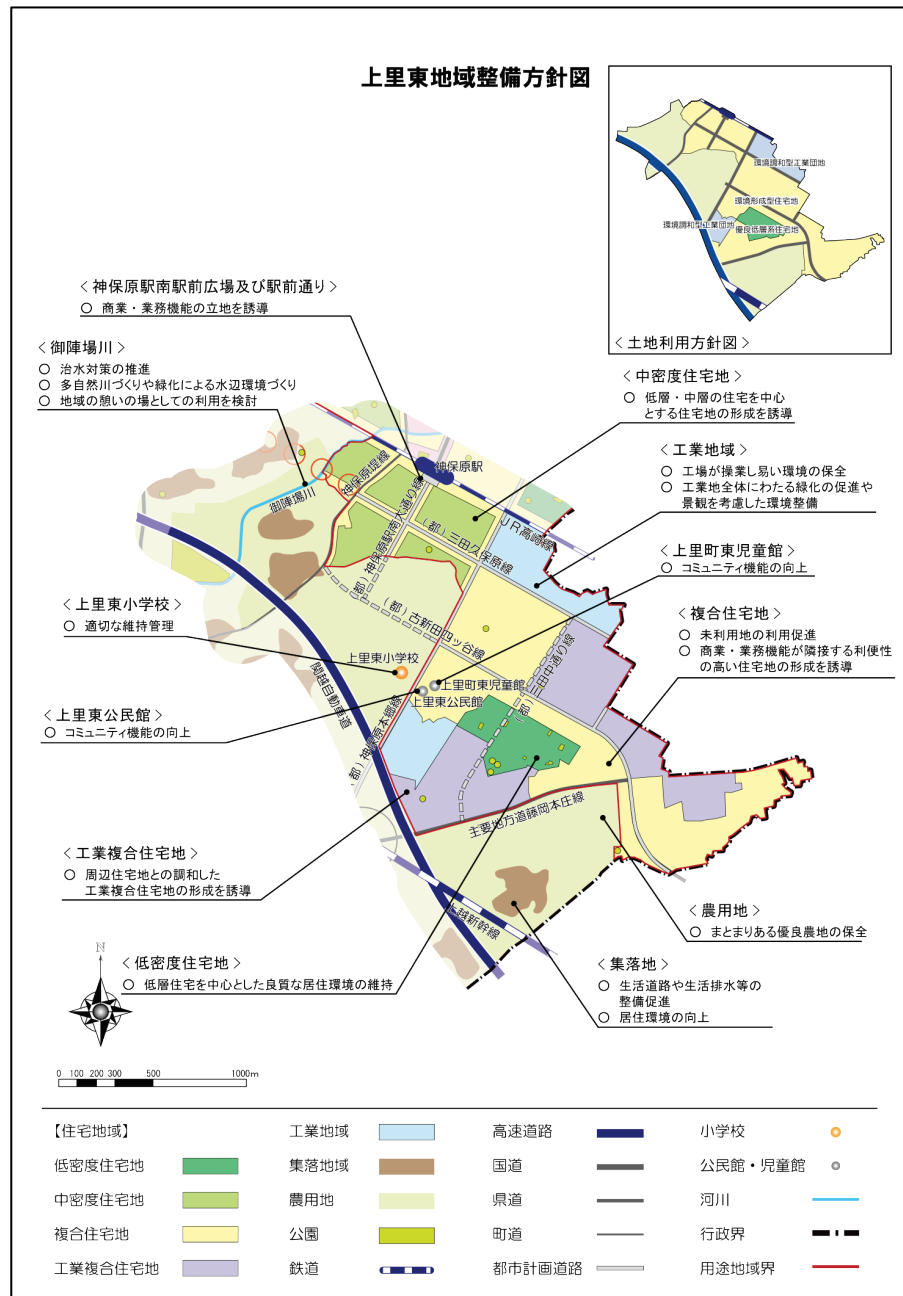 上里東地域整備方針図
環境調和型工業団地
環境形成型住宅地
環境調和型工業団地
優良低層系住宅地
＜土地利用方針図＞
＜神保原駅南駅前広場及び駅前通り＞
○ 商業・業務機能の立地を誘導
＜御陣場川＞
○ 治水対策の推進
○ 多自然川づくりや緑化による水辺環境づくり
○ 地域の憩いの場としての利用を検討
＜中密度住宅地＞
○ 低層・中層の住宅を中心
とする住宅地の形成を誘導
＜工業地域＞
○ 工場が操業し易い環境の保全
○ 工業地全体にわたる緑化の促進や
景観を考慮した環境整備
＜上里町東児童館＞
○ コミュニティ機能の向上
＜複合住宅地＞
○ 未利用地の利用促進
○ 商業・業務機能が隣接する利便性
の高い住宅地の形成を誘導
＜上里東小学校＞
○ 適切な維持管理
＜上里東公民館＞
○ コミュニティ機能の向上
＜工業複合住宅地＞
○ 周辺住宅地との調和した
工業複合住宅地の形成を誘導
＜低密度住宅地＞
○ 低層住宅を中心とした良質な居住環境の維持
＜農用地＞
○ まとまりある優良農地の保全
＜集落地＞
○ 生活道路や生活排水等の
整備促進
○ 居住環境の向上
神保原駅
神保原堤線
御陣場川
(都)神保原駅南大通り線
(都)三田久保原線
JR高崎線
(都)古新田四ッ谷線
(都)三田中通り線
上里東小学校
上里町東児童館
上里東公民館
都)神保原本郷線
関越自動車道
主要地方道藤岡本庄線
上越新幹線
N
0 100 200 300 500 1000m
【住宅地域】
低密度住宅地
中密度住宅地
複合住宅地
工業複合住宅地
工業地域
集落地域
農用地
公園
鉄道
高速道路
国道
県道
町道
都市計画道路
小学校
公民館・児童館
河川
行政界
用途地域界